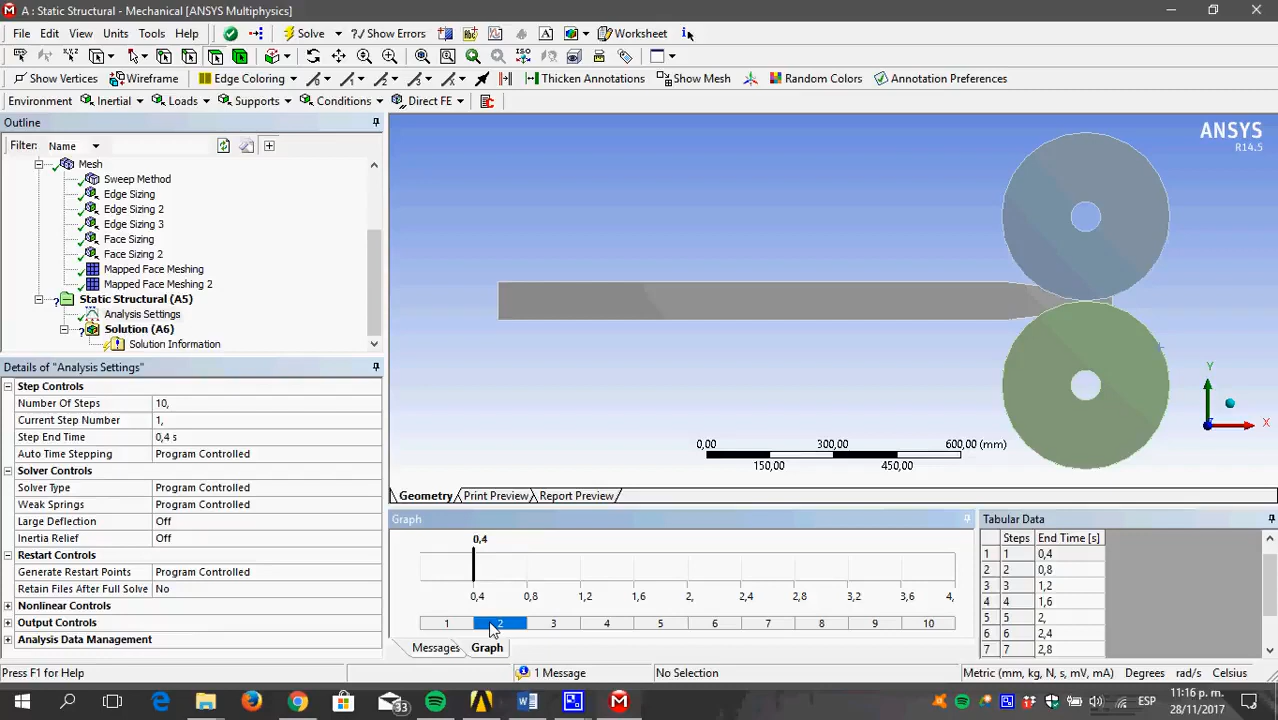 A : Static Structural - Mechanical [ANSYS Multiphysics]
File Edit View Units Tools Help Solve Show Errors Worksheet
Show Vertices Wireframe Edge Coloring Thicken Annotations Show Mesh Random Colors Annotation Preferences
Environment Inertial Loads Supports Conditions Direct FE
Outline
Filter: Name
Mesh
Sweep Method
Edge Sizing
Edge Sizing 2
Edge Sizing 3
Face Sizing
Face Sizing 2
Mapped Face Meshing
Mapped Face Meshing 2
Static Structural (A5)
Analysis Settings
Solution (A6)
Solution Information
Details of "Analysis Settings"
Step Controls
Number Of Steps 10,
Current Step Number 1,
Step End Time 0,4 s
Auto Time Stepping Program Controlled
Solver Controls
Solver Type Program Controlled
Weak Springs Program Controlled
Large Deflection Off
Inertia Relief Off
Restart Controls
Generate Restart Points Program Controlled
Retain Files After Full Solve No
Nonlinear Controls
Output Controls
Analysis Data Management
ANSYS
R14.5
Y
X
0,00 300,00 600,00 (mm)
150,00 450,00
Geometry Print Preview Report Preview
Graph
0,4
0,4 0,8 1,2 1,6 2, 2,4 2,8 3,2 3,6 4,
1 2 3 4 5 6 7 8 9 10
Messages Graph
Tabular Data
Steps End Time [s]
1 1 0,4
2 2 0,8
3 3 1,2
4 4 1,6
5 5 2,
6 6 2,4
7 7 2,8
Press F1 for Help 1 Message No Selection Metric (mm, kg, N, s, mV, mA) Degrees rad/s Celsius
33
ESP
11:16 p. m.
28/11/2017